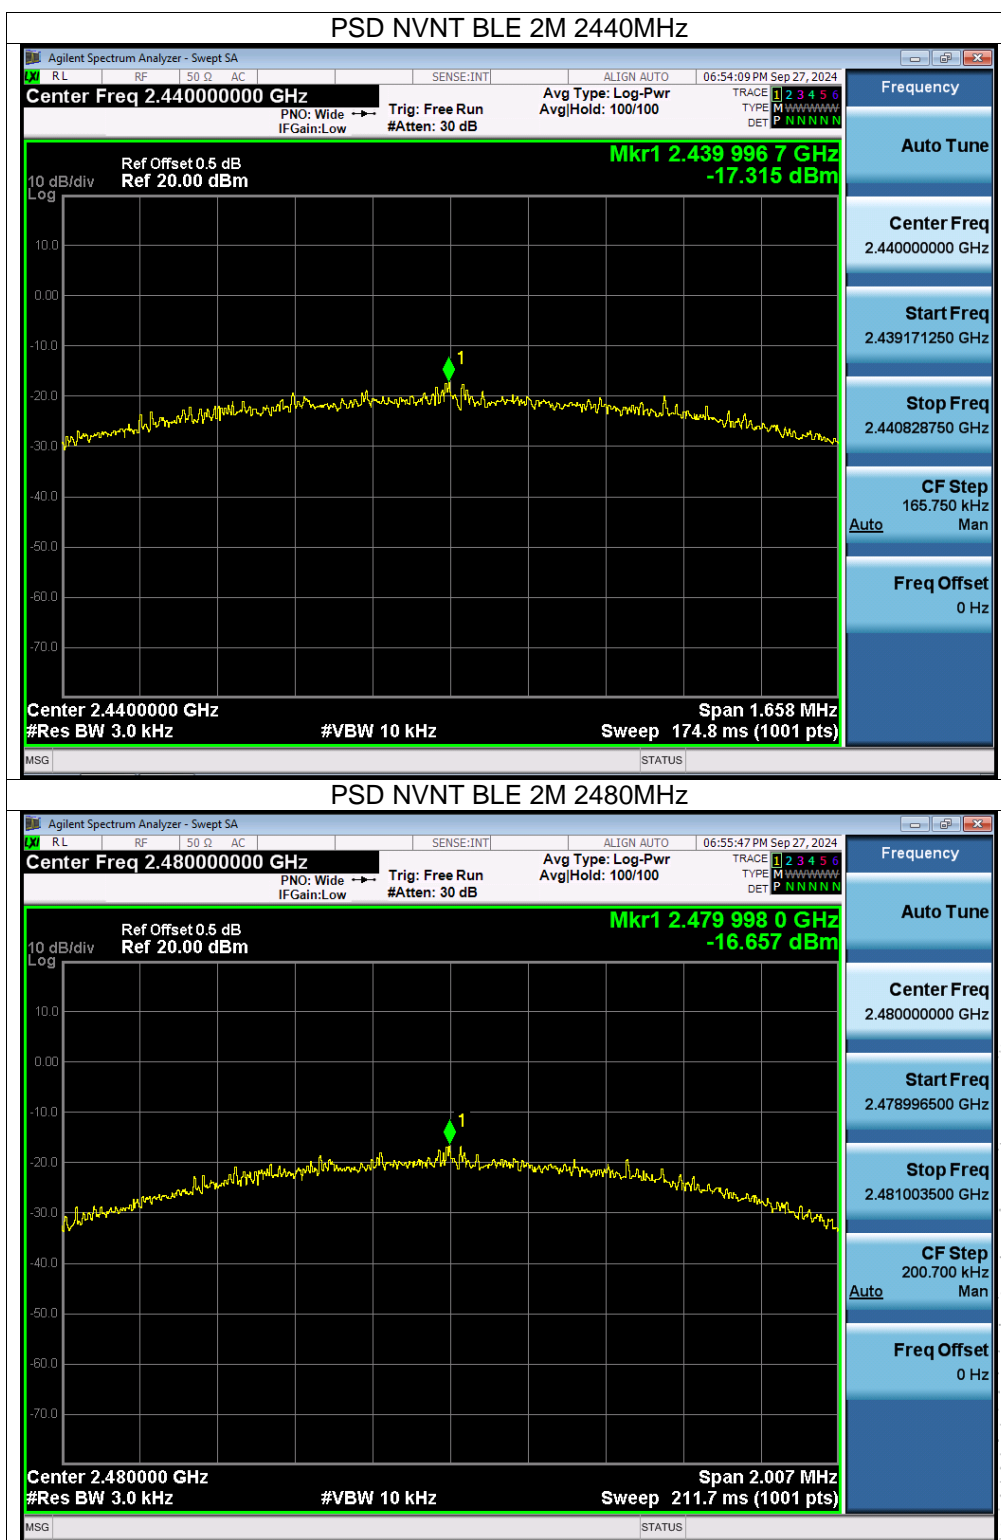 PSD NVNT BLE 2M 2440MHz
Agilent Spectrum Analyzer - Swept SA
LXI RL RF 50 Ω AC SENSE:INT ALIGN AUTO 06:54:09 PM Sep 27, 2024
Center Freq 2.440000000 GHz
PNO: Wide
IFGain:Low
Trig: Free Run
#Atten: 30 dB
Avg Type: Log-Pwr
Avg|Hold: 100/100
TRACE 1 2 3 4 5 6
TYPE M WWWWW
DET P N N N N N
Frequency
Auto Tune
Center Freq
2.440000000 GHz
Start Freq
2.439171250 GHz
Stop Freq
2.440828750 GHz
CF Step
165.750 kHz
Auto Man
Freq Offset
0 Hz
Mkr1 2.439 996 7 GHz
-17.315 dBm
Ref Offset 0.5 dB
10 dB/div Ref 20.00 dBm
Log
10.0
0.00
-10.0
1
-20.0
-30.0
-40.0
-50.0
-60.0
-70.0
Center 2.4400000 GHz Span 1.658 MHz
#Res BW 3.0 kHz #VBW 10 kHz Sweep 174.8 ms (1001 pts)
MSG STATUS
PSD NVNT BLE 2M 2480MHz
Agilent Spectrum Analyzer - Swept SA
LXI RL RF 50 Ω AC SENSE:INT ALIGN AUTO 06:55:47 PM Sep 27, 2024
Center Freq 2.480000000 GHz
PNO: Wide
IFGain:Low
Trig: Free Run
#Atten: 30 dB
Avg Type: Log-Pwr
Avg|Hold: 100/100
TRACE 1 2 3 4 5 6
TYPE M WWWWW
DET P N N N N N
Frequency
Auto Tune
Center Freq
2.480000000 GHz
Start Freq
2.478996500 GHz
Stop Freq
2.481003500 GHz
CF Step
200.700 kHz
Auto Man
Freq Offset
0 Hz
Mkr1 2.479 998 0 GHz
-16.657 dBm
Ref Offset 0.5 dB
10 dB/div Ref 20.00 dBm
Log
10.0
0.00
-10.0
1
-20.0
-30.0
-40.0
-50.0
-60.0
-70.0
Center 2.480000 GHz Span 2.007 MHz
#Res BW 3.0 kHz #VBW 10 kHz Sweep 211.7 ms (1001 pts)
MSG STATUS